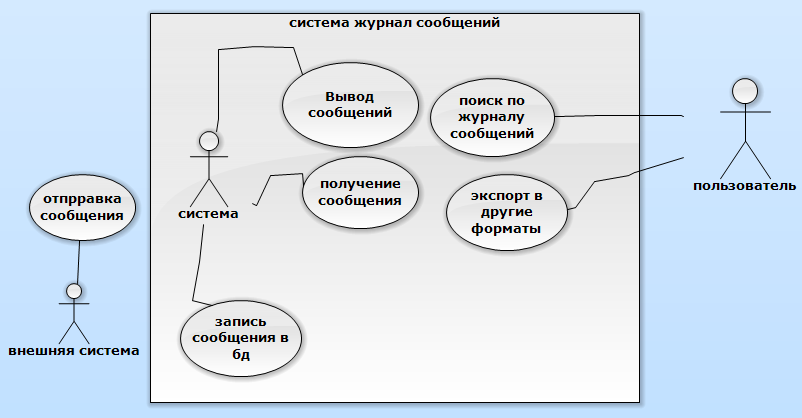 система журнал сообщений
Вывод
сообщений
поиск по
журналу
сообщений
пользователь
получение
сообщения
система
экспорт в
другие
форматы
отпрравка
сообщения
внешняя система
запись
сообщения в
бд